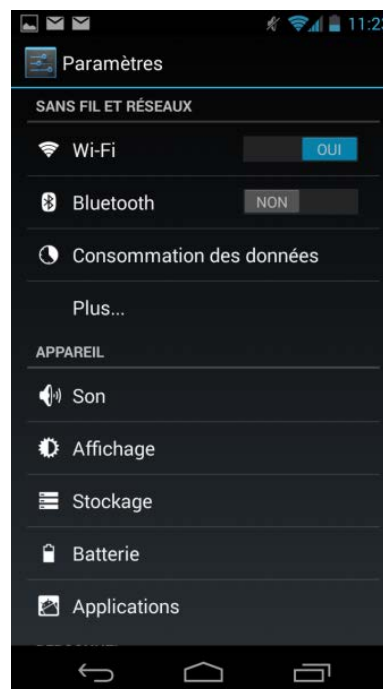 11:23
Paramètres
SANS FIL ET RÉSEAUX
Wi-Fi OUI
Bluetooth NON
Consommation des données
Plus...
APPAREIL
Son
Affichage
Stockage
Batterie
Applications